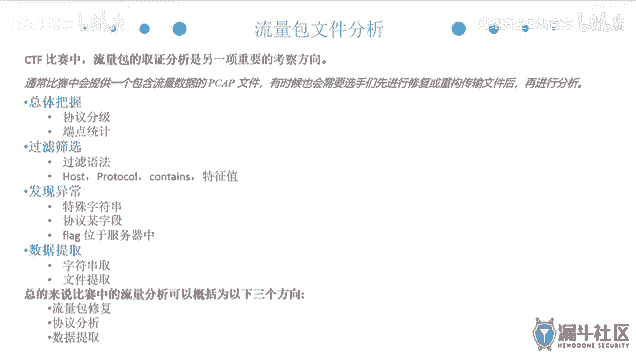 流量包文件分析
CTF 比赛中，流量包的取证分析是另一项重要的考察方向。
通常比赛中会提供一个包含流量数据的 PCAP 文件，有时候也会需要选手们先进行修复或重构传输文件后，再进行分析。
•总体把握
• 协议分级
• 端点统计
•过滤筛选
• 过滤语法
• Host，Protocol，contains，特征值
•发现异常
• 特殊字符串
• 协议某字段
• flag 位于服务器中
•数据提取
• 字符串取
• 文件提取
总的来说比赛中的流量分析可以概括为以下三个方向:
•流量包修复
•协议分析
•数据提取
漏斗社区
NEWDOONE SECURITY